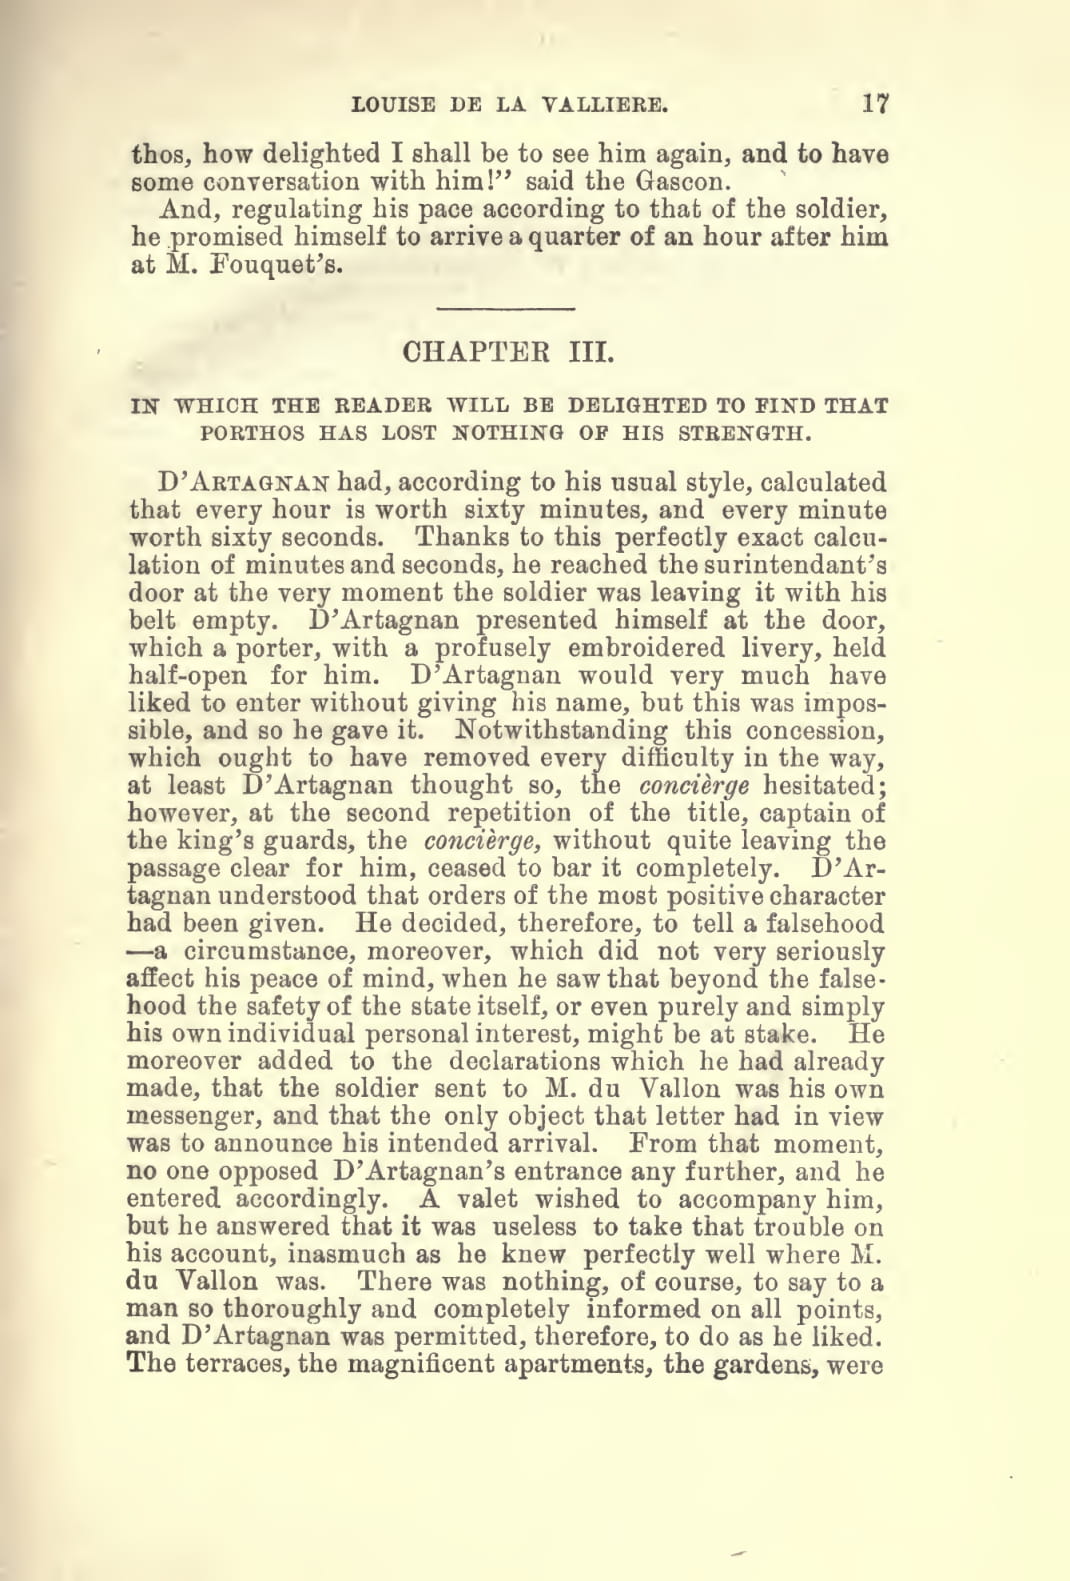 LOUISE DE LA VALLIERE. 17
thos, how delighted I shall be to see him again, and to have
some conversation with him!” said the Gascon.
And, regulating his pace according to that of the soldier,
he promised himself to arrive a quarter of an hour after him
at M. Fouquet’s.
CHAPTER III.
IN WHICH THE READER WILL BE DELIGHTED TO FIND THAT
PORTHOS HAS LOST NOTHING OF HIS STRENGTH.
D’ARTAGNAN had, according to his usual style, calculated
that every hour is worth sixty minutes, and every minute
worth sixty seconds. Thanks to this perfectly exact calcu-
lation of minutes and seconds, he reached the surintendant’s
door at the very moment the soldier was leaving it with his
belt empty. D’Artagnan presented himself at the door,
which a porter, with a profusely embroidered livery, held
half-open for him. D’Artagnan would very much have
liked to enter without giving his name, but this was impos-
sible, and so he gave it. Notwithstanding this concession,
which ought to have removed every difficulty in the way,
at least D’Artagnan thought so, the concièrge hesitated;
however, at the second repetition of the title, captain of
the king’s guards, the concièrge, without quite leaving the
passage clear for him, ceased to bar it completely. D’Ar-
tagnan understood that orders of the most positive character
had been given. He decided, therefore, to tell a falsehood
—a circumstance, moreover, which did not very seriously
affect his peace of mind, when he saw that beyond the false-
hood the safety of the state itself, or even purely and simply
his own individual personal interest, might be at stake. He
moreover added to the declarations which he had already
made, that the soldier sent to M. du Vallon was his own
messenger, and that the only object that letter had in view
was to announce his intended arrival. From that moment,
no one opposed D’Artagnan’s entrance any further, and he
entered accordingly. A valet wished to accompany him,
but he answered that it was useless to take that trouble on
his account, inasmuch as he knew perfectly well where M.
du Vallon was. There was nothing, of course, to say to a
man so thoroughly and completely informed on all points,
and D’Artagnan was permitted, therefore, to do as he liked.
The terraces, the magnificent apartments, the gardens, were